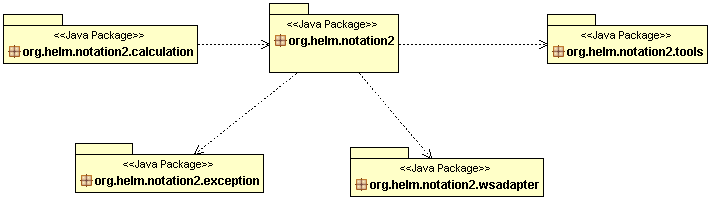 <<Java Package>>
org.helm.notation2.calculation
<<Java Package>>
org.helm.notation2
<<Java Package>>
org.helm.notation2.tools
<<Java Package>>
org.helm.notation2.exception
<<Java Package>>
org.helm.notation2.wsadapter